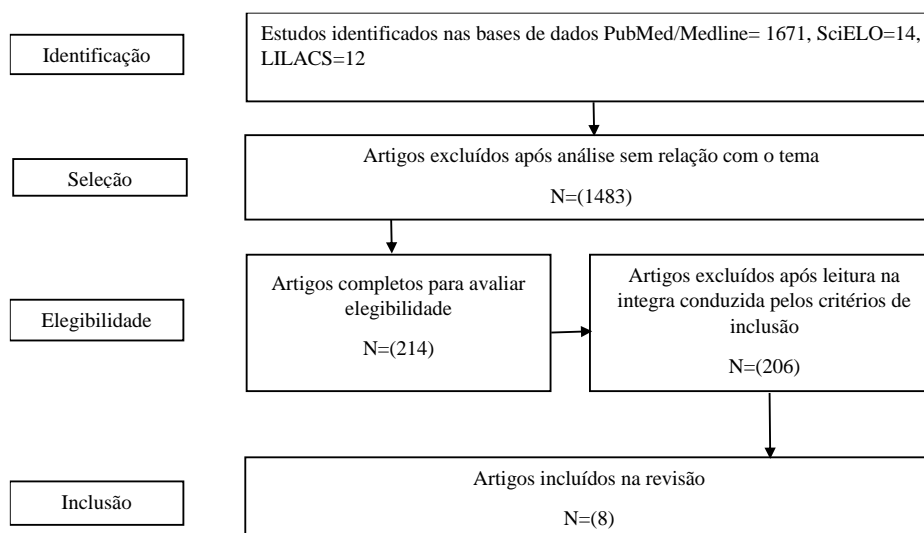 Identificação
Estudos identificados nas bases de dados PubMed/Medline= 1671, SciELO=14,
LILACS=12
Seleção
Artigos excluídos após análise sem relação com o tema
N=(1483)
Elegibilidade
Artigos completos para avaliar
elegibilidade
N=(214)
Artigos excluídos após leitura na
integra conduzida pelos critérios de
inclusão
N=(206)
Inclusão
Artigos incluídos na revisão
N=(8)